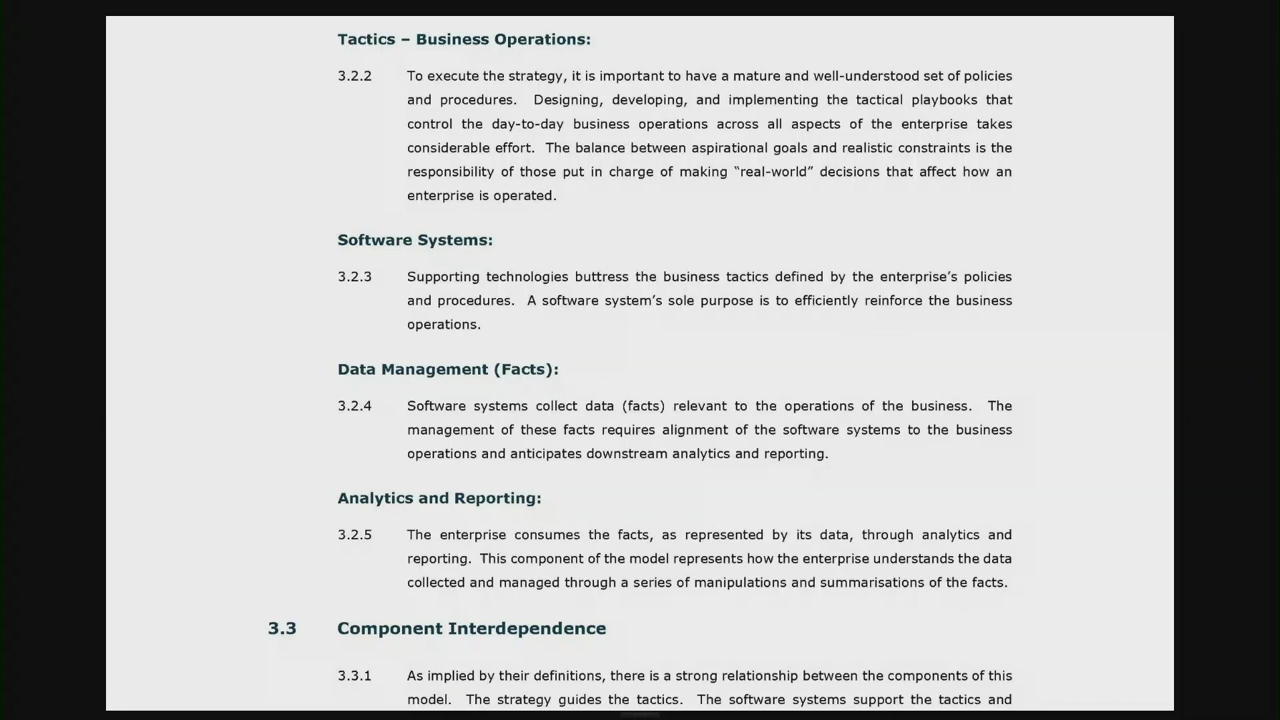 Tactics – Business Operations:
3.2.2 To execute the strategy, it is important to have a mature and well-understood set of policies
and procedures. Designing, developing, and implementing the tactical playbooks that
control the day-to-day business operations across all aspects of the enterprise takes
considerable effort. The balance between aspirational goals and realistic constraints is the
responsibility of those put in charge of making “real-world” decisions that affect how an
enterprise is operated.
Software Systems:
3.2.3 Supporting technologies buttress the business tactics defined by the enterprise’s policies
and procedures. A software system’s sole purpose is to efficiently reinforce the business
operations.
Data Management (Facts):
3.2.4 Software systems collect data (facts) relevant to the operations of the business. The
management of these facts requires alignment of the software systems to the business
operations and anticipates downstream analytics and reporting.
Analytics and Reporting:
3.2.5 The enterprise consumes the facts, as represented by its data, through analytics and
reporting. This component of the model represents how the enterprise understands the data
collected and managed through a series of manipulations and summarisations of the facts.
3.3 Component Interdependence
3.3.1 As implied by their definitions, there is a strong relationship between the components of this
model. The strategy guides the tactics. The software systems support the tactics and